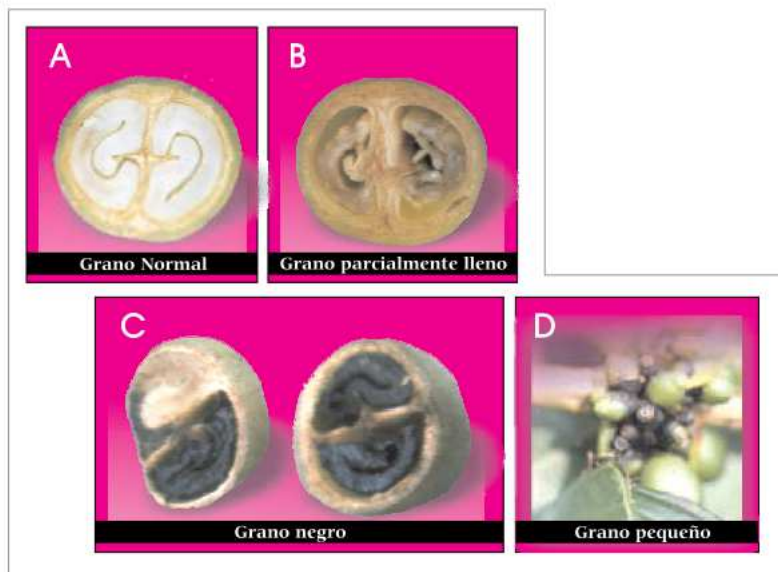 A
B
Grano Normal
Grano parcialmente lleno
C
D
Grano negro
Grano pequeño